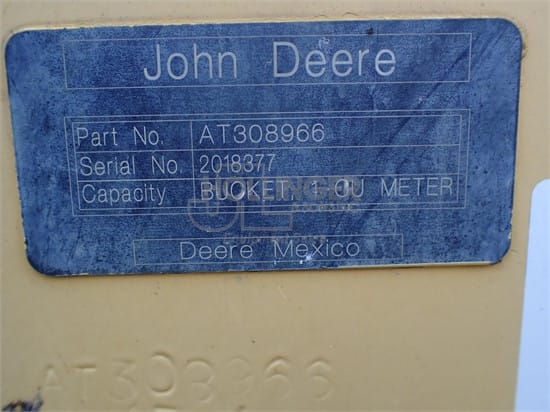 John Deere
Part No. AT308966
Serial No. 2018377
Capacity BUCKET: 1 CU METER
Deere Mexico
AT308966